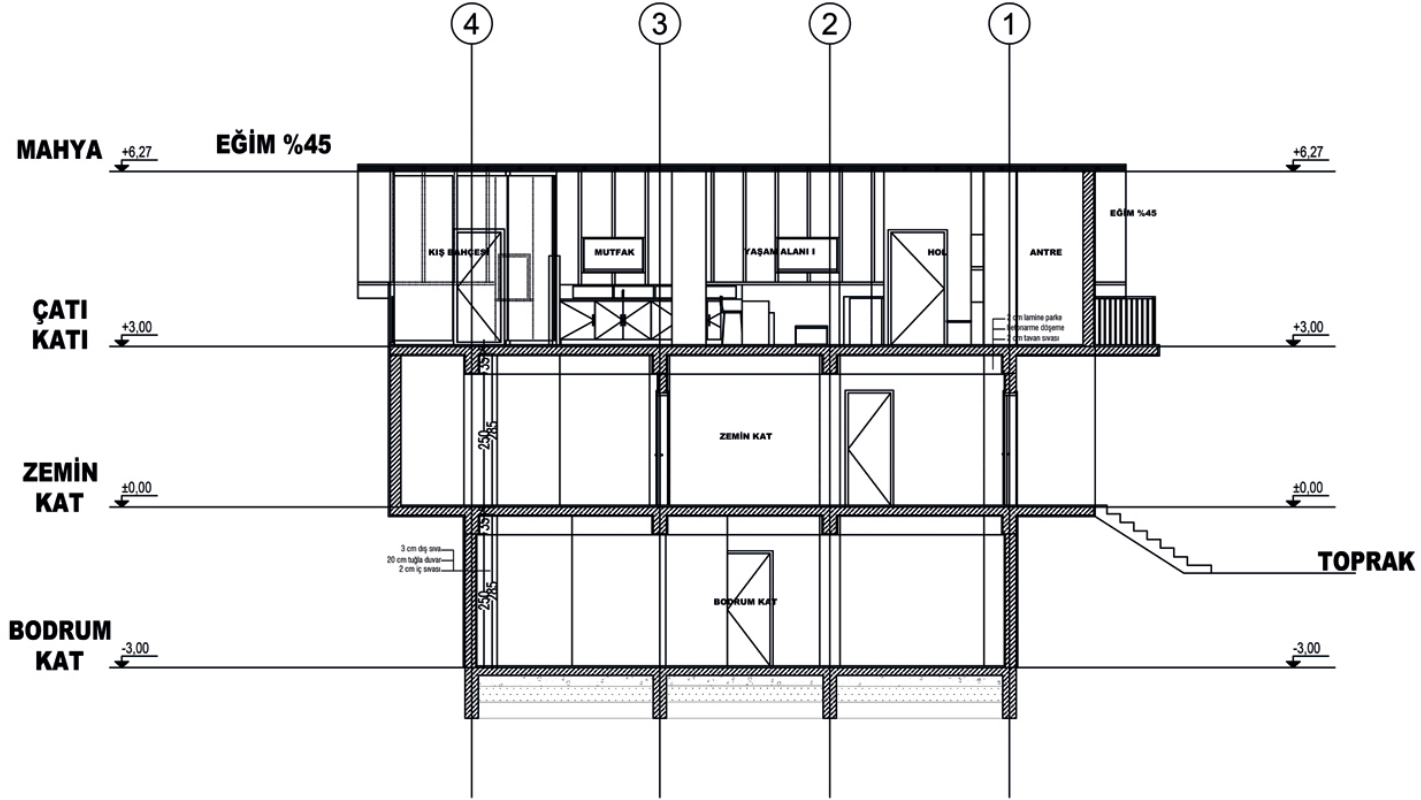 4
3
2
1
MAHYA
+6,27
EĞİM %45
+6,27
EĞİM %45
KIŞ BAHÇESİ
MUTFAK
YAŞAM ALANI I
HOL
ANTRE
ÇATI
KATI
+3,00
2 cm lamine parke
betonarme döşeme
2 cm tavan sıvası
+3,00
35
250
285
ZEMİN KAT
ZEMİN
KAT
±0,00
±0,00
35
3 cm dış sıva
20 cm tuğla duvar
2 cm iç sıvası
TOPRAK
250
285
BODRUM KAT
BODRUM
KAT
-3,00
-3,00